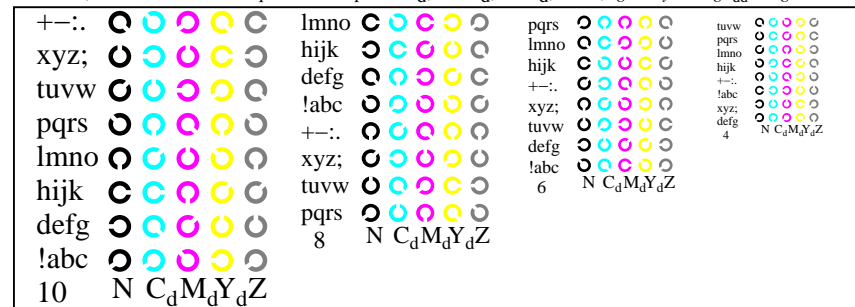 +−:.
xyz;
tuvw
pqrs
lmno
hijk
defg
!abc
10 N CdMdYdZ
lmno
hijk
defg
!abc
+−:.
xyz;
tuvw
pqrs
8 N CdMdYdZ
pqrs
lmno
hijk
+−:.
xyz;
tuvw
defg
!abc
6 N CdMdYdZ
tuvw
pqrs
lmno
hijk
+−:.
!abc
xyz;
defg
4 N CdMdYdZ